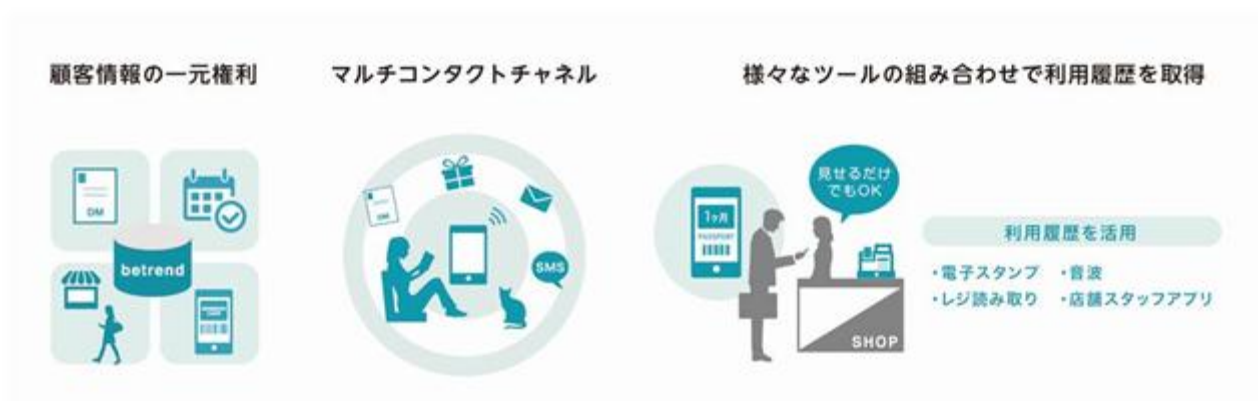 顧客情報の一元権利
マルチコンタクトチャネル
様々なツールの組み合わせで利用履歴を取得
DM
betrend
DM
SMS
1ヶ月
PASSPORT
見せるだけ
でもOK
SHOP
利用履歴を活用
・電子スタンプ ・音波
・レジ読み取り ・店舗スタッフアプリ